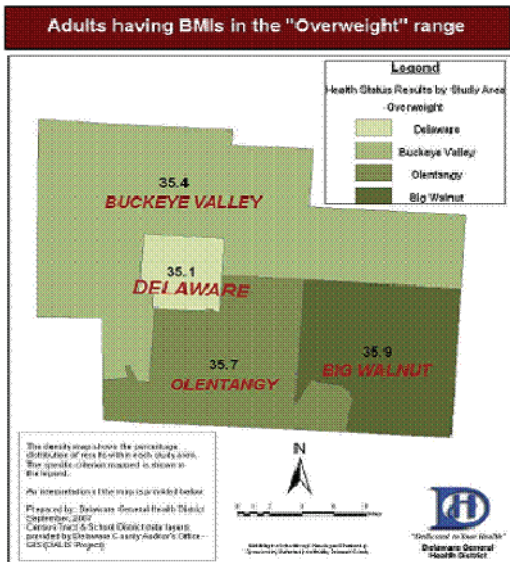 Adults having BMIs in the "Overweight" range
Legend
Health Status Results by Study Area
Overweight
Delaware
Buckeye Valley
Olentangy
Big Walnut
35.4
BUCKEYE VALLEY
35.1
DELAWARE
35.7
OLENTANGY
35.9
BIG WALNUT
The density map shows the percentage
distribution of results within each study area.
The specific criterion mapped is shown in
the legend.
An interpretation of the map is provided below.
Prepared by: Delaware General Health District
September, 2007
Census Tract & School District data layers
provided by Delaware County Auditor's Office -
GIS (DALIS Project)
N
"Dedicated to Your Health"
Delaware General
Health District